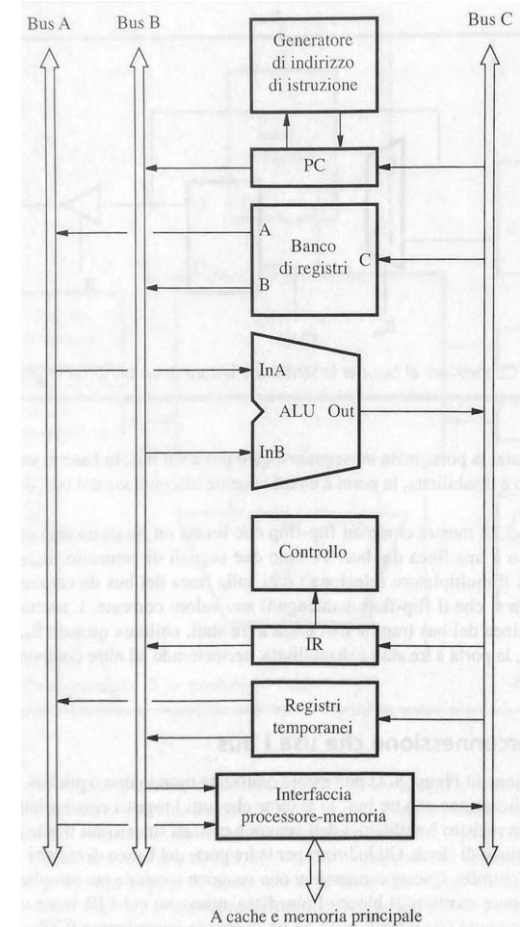 Bus A
Bus B
Bus C
Generatore
di indirizzo
di istruzione
PC
A
Banco
di registri
C
B
InA
ALU Out
InB
Controllo
IR
Registri
temporanei
Interfaccia
processore-memoria
A cache e memoria principale